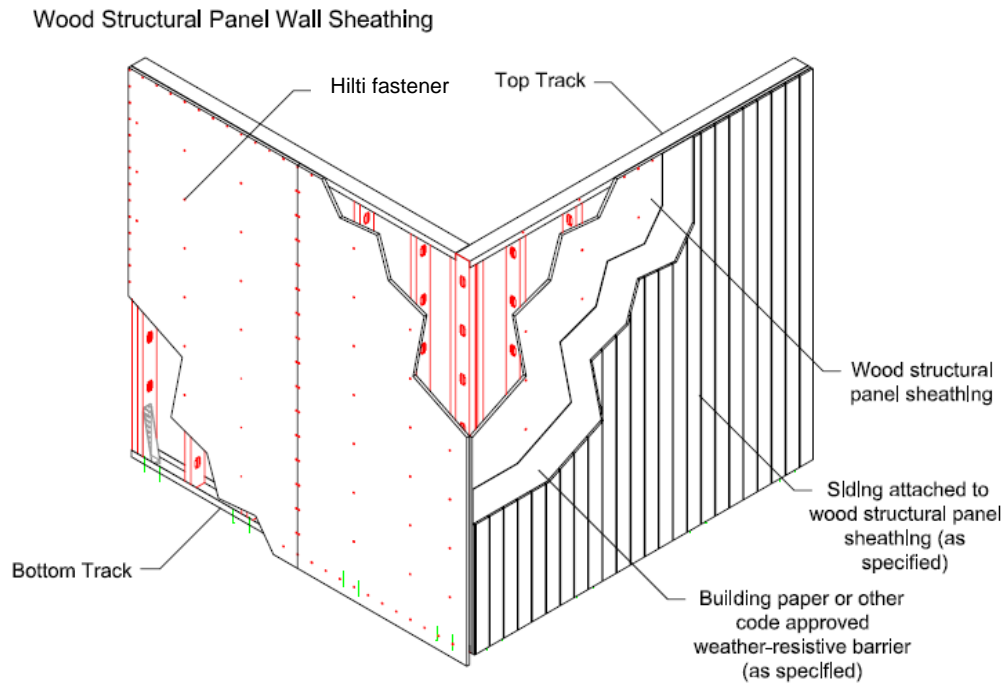 Wood Structural Panel Wall Sheathing
Hilti fastener
Top Track
Wood structural
panel sheathing
Siding attached to
wood structural panel
sheathing (as
specified)
Bottom Track
Building paper or other
code approved
weather-resistive barrier
(as specified)